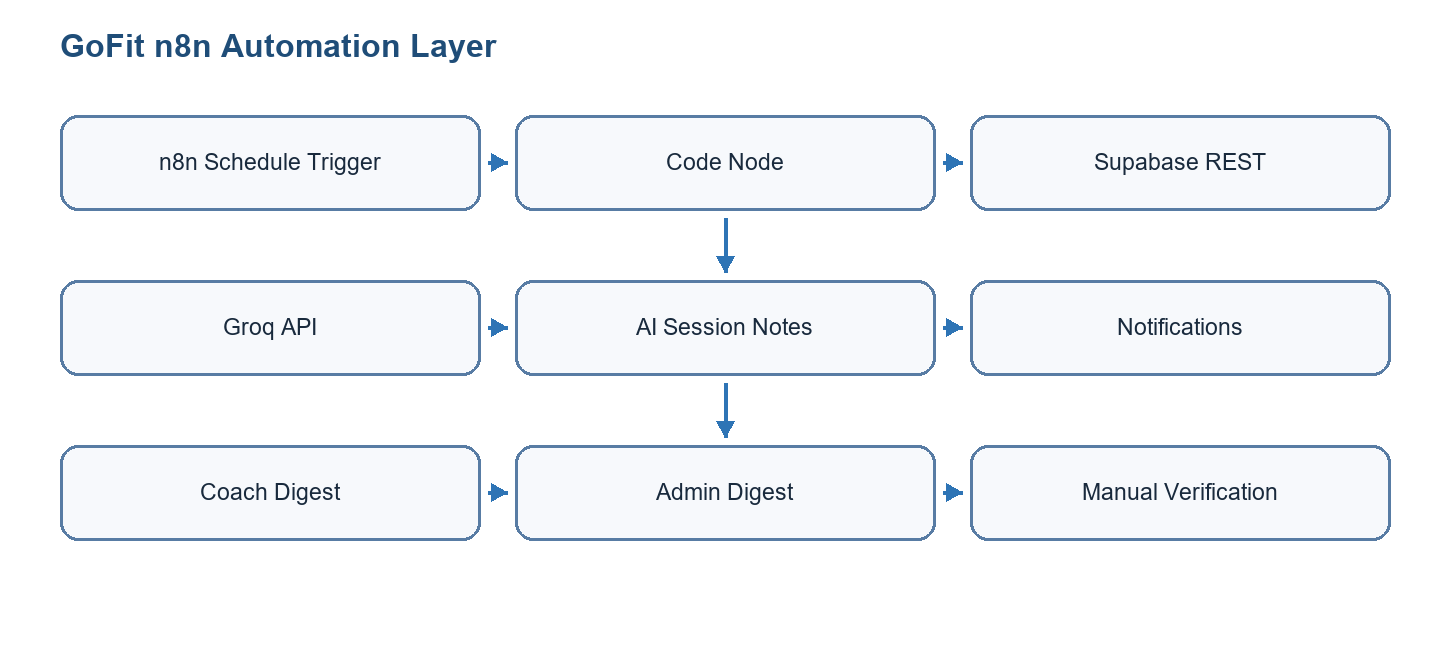 GoFit n8n Automation Layer
n8n Schedule Trigger
Code Node
Supabase REST
Groq API
AI Session Notes
Notifications
Coach Digest
Admin Digest
Manual Verification